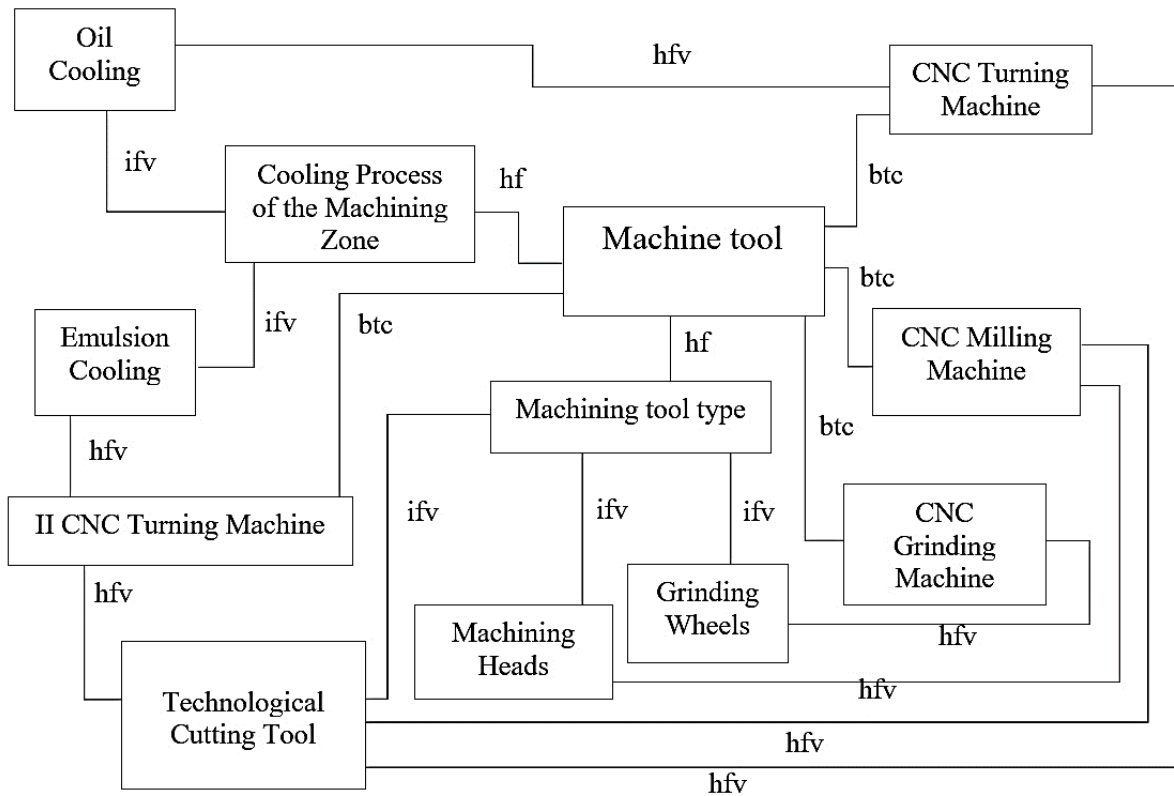 Oil
Cooling
hfv
CNC Turning
Machine
ifv
Cooling Process
of the Machining
Zone
hf
btc
Machine tool
btc
Emulsion
Cooling
ifv
btc
hf
CNC Milling
Machine
Machining tool type
btc
hfv
II CNC Turning Machine
ifv
ifv
ifv
CNC
Grinding
Machine
hfv
Grinding
Wheels
Machining
Heads
hfv
Technological
Cutting Tool
hfv
hfv
hfv